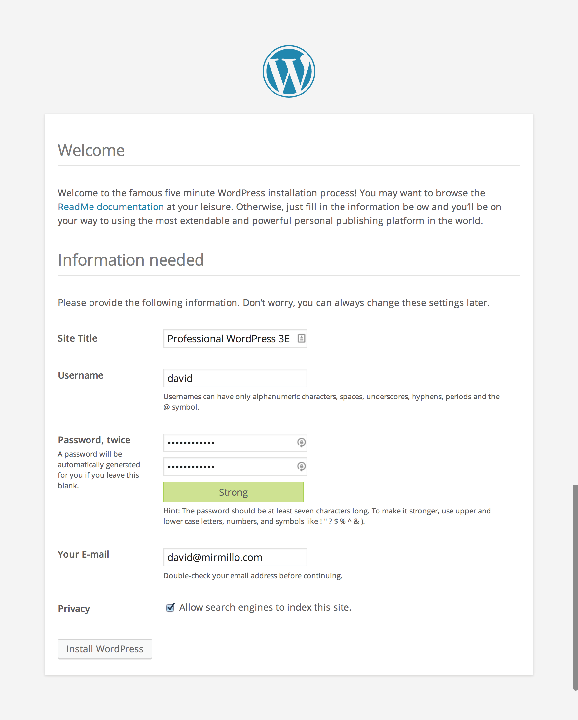 Welcome
Welcome to the famous five minute WordPress installation process! You may want to browse the
ReadMe documentation at your leisure. Otherwise, just fill in the information below and you'll be on
your way to using the most extendable and powerful personal publishing platform in the world.
Information needed
Please provide the following information. Don't worry, you can always change these settings later.
Site Title
Professional WordPress 3E
Username
david
Usernames can have only alphanumeric characters, spaces, underscores, hyphens, periods and the
@ symbol.
Password, twice
A password will be
automatically generated
for you if you leave this
blank.
••••••••••••
••••••••••••
Strong
Hint: The password should be at least seven characters long. To make it stronger, use upper and
lower case letters, numbers, and symbols like ! " ? $ % ^ & ).
Your E-mail
david@mirmillo.com
Double-check your email address before continuing.
Privacy
Allow search engines to index this site.
Install WordPress